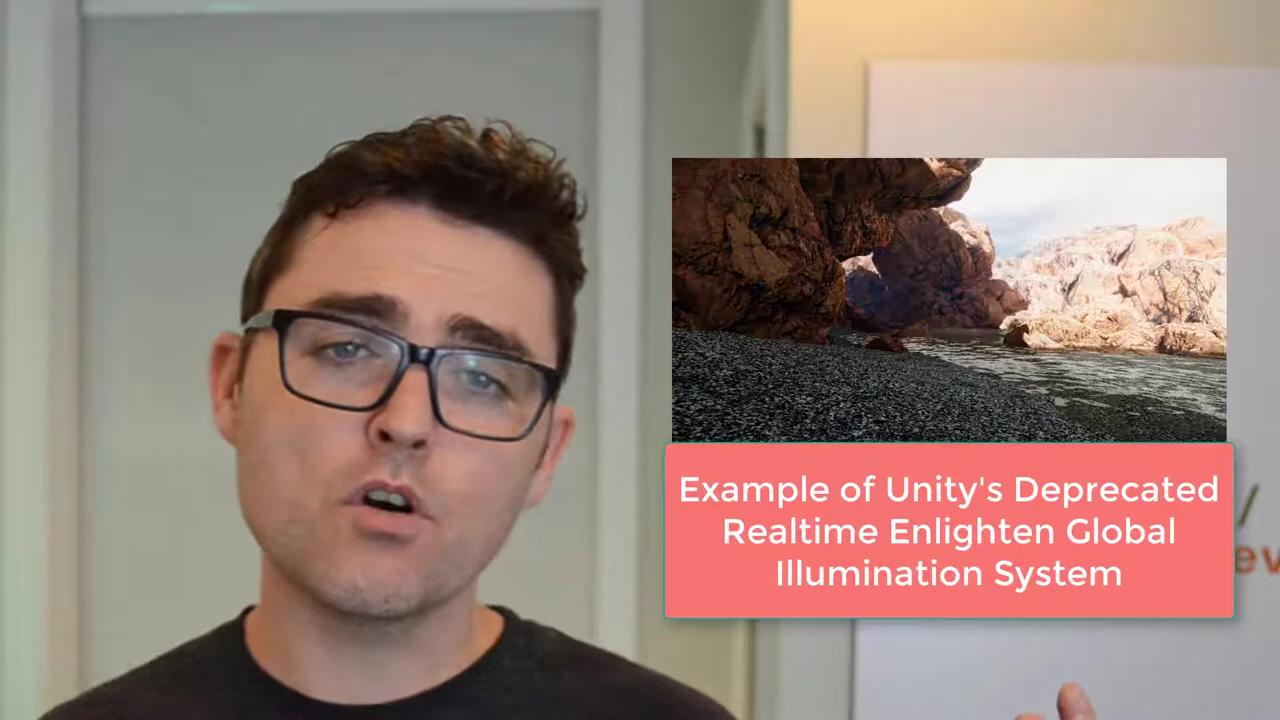 Example of Unity's Deprecated
Realtime Enlighten Global
Illumination System